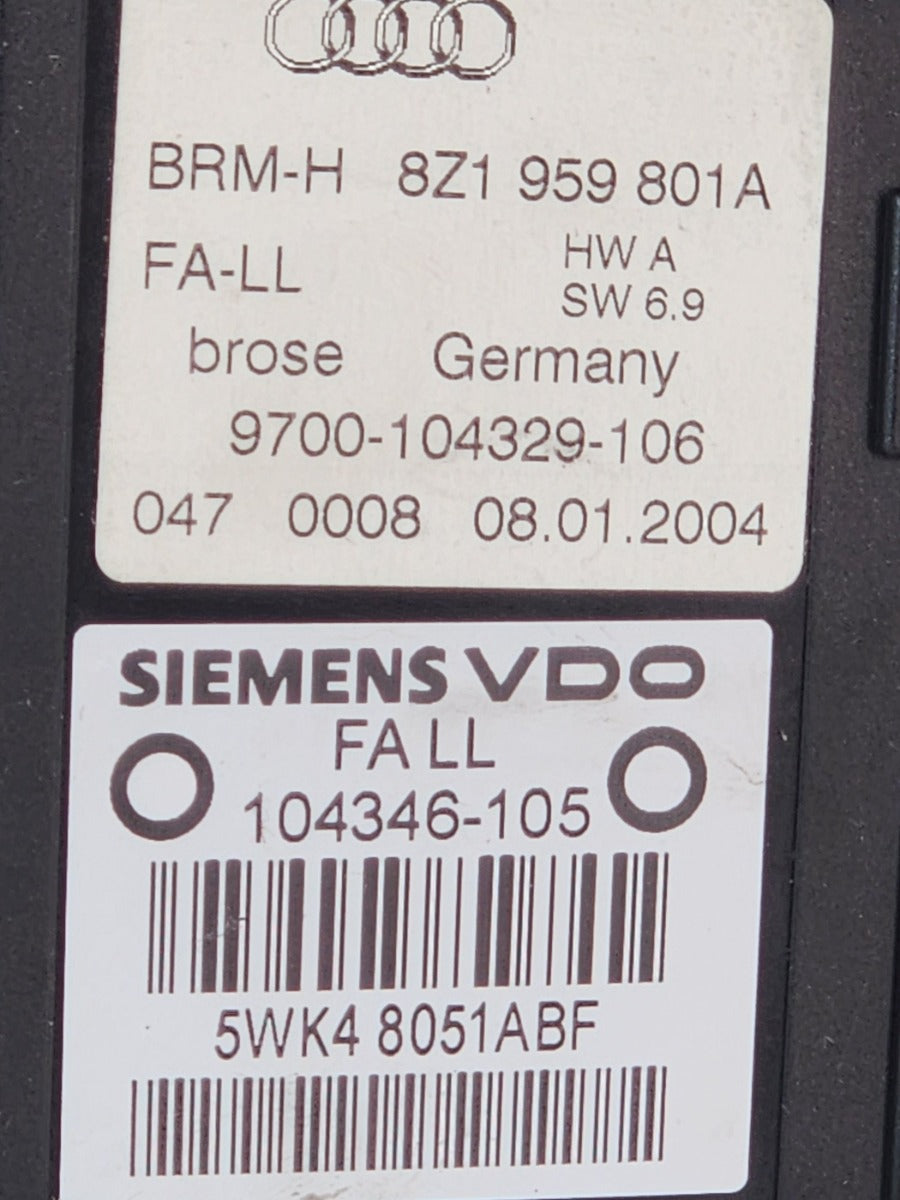 BRM-H 8Z1 959 801A
FA-LL HW A
SW 6.9
brose Germany
9700-104329-106
047 0008 08.01.2004
SIEMENS VDO
FA LL
104346-105
5WK4 8051ABF